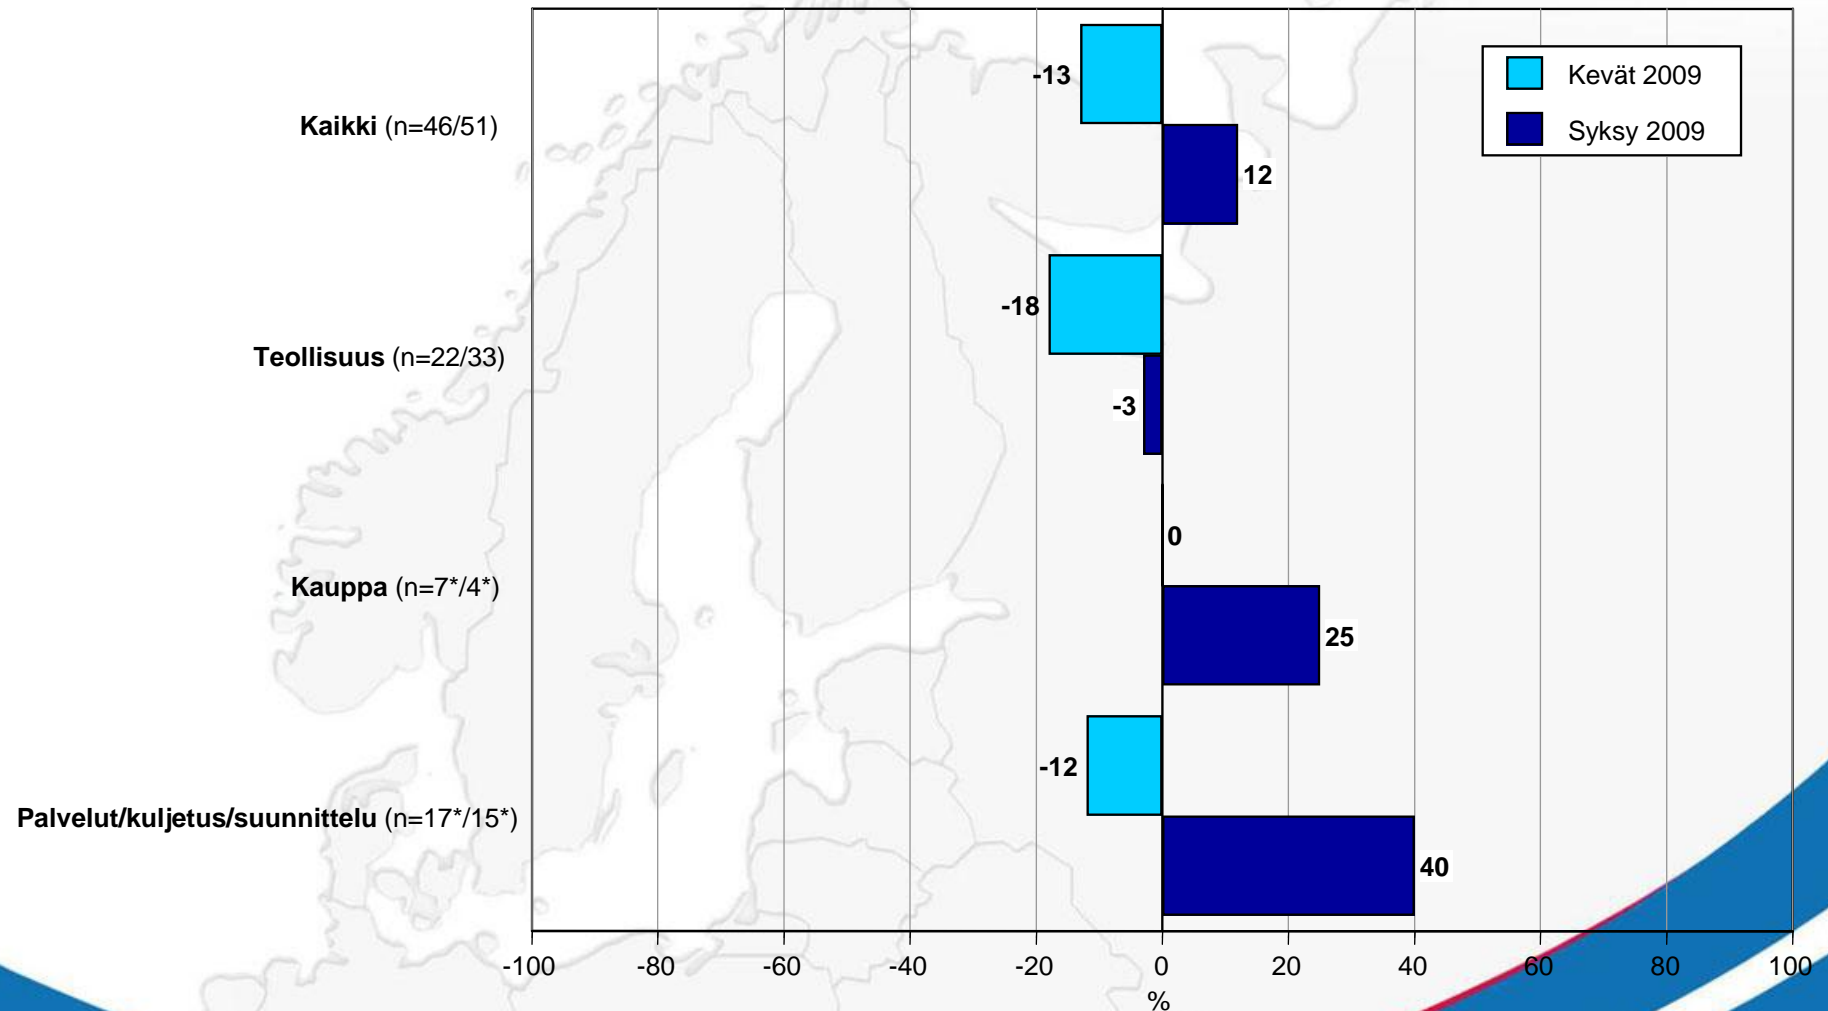 Kevät 2009
Syksy 2009
Kaikki (n=46/51)
-13
12
Teollisuus (n=22/33)
-18
-3
Kauppa (n=7*/4*)
0
25
Palvelut/kuljetus/suunnittelu (n=17*/15*)
-12
40
-100 -80 -60 -40 -20 0 20 40 60 80 100
%